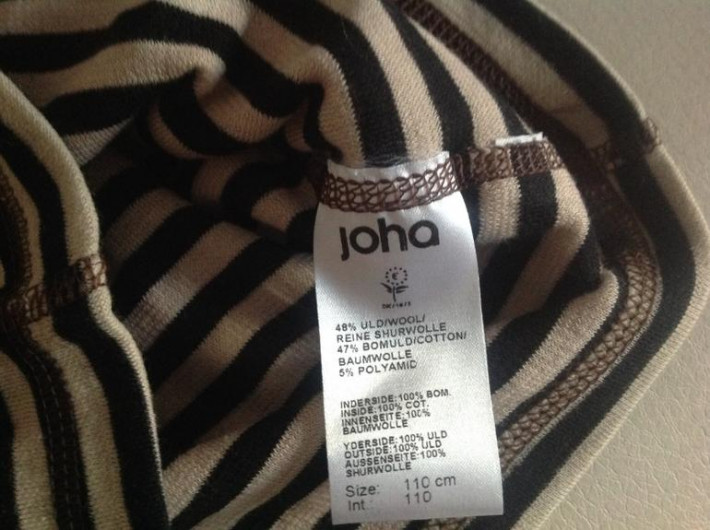 joha
48% ULD/WOOL/
REINE SHURWOLLE
47% BOMULD/COTTON/
BAUMWOLLE
5% POLYAMID
INDERSIDE:100% BOM.
INSIDE:100% COT.
INNENSEITE:100%
BAUMWOLLE
YDERSIDE:100% ULD
OUTSIDE:100% ULD
AUSSENSEITE:100%
SHURWOLLE
Size: 110 cm
Int.: 110